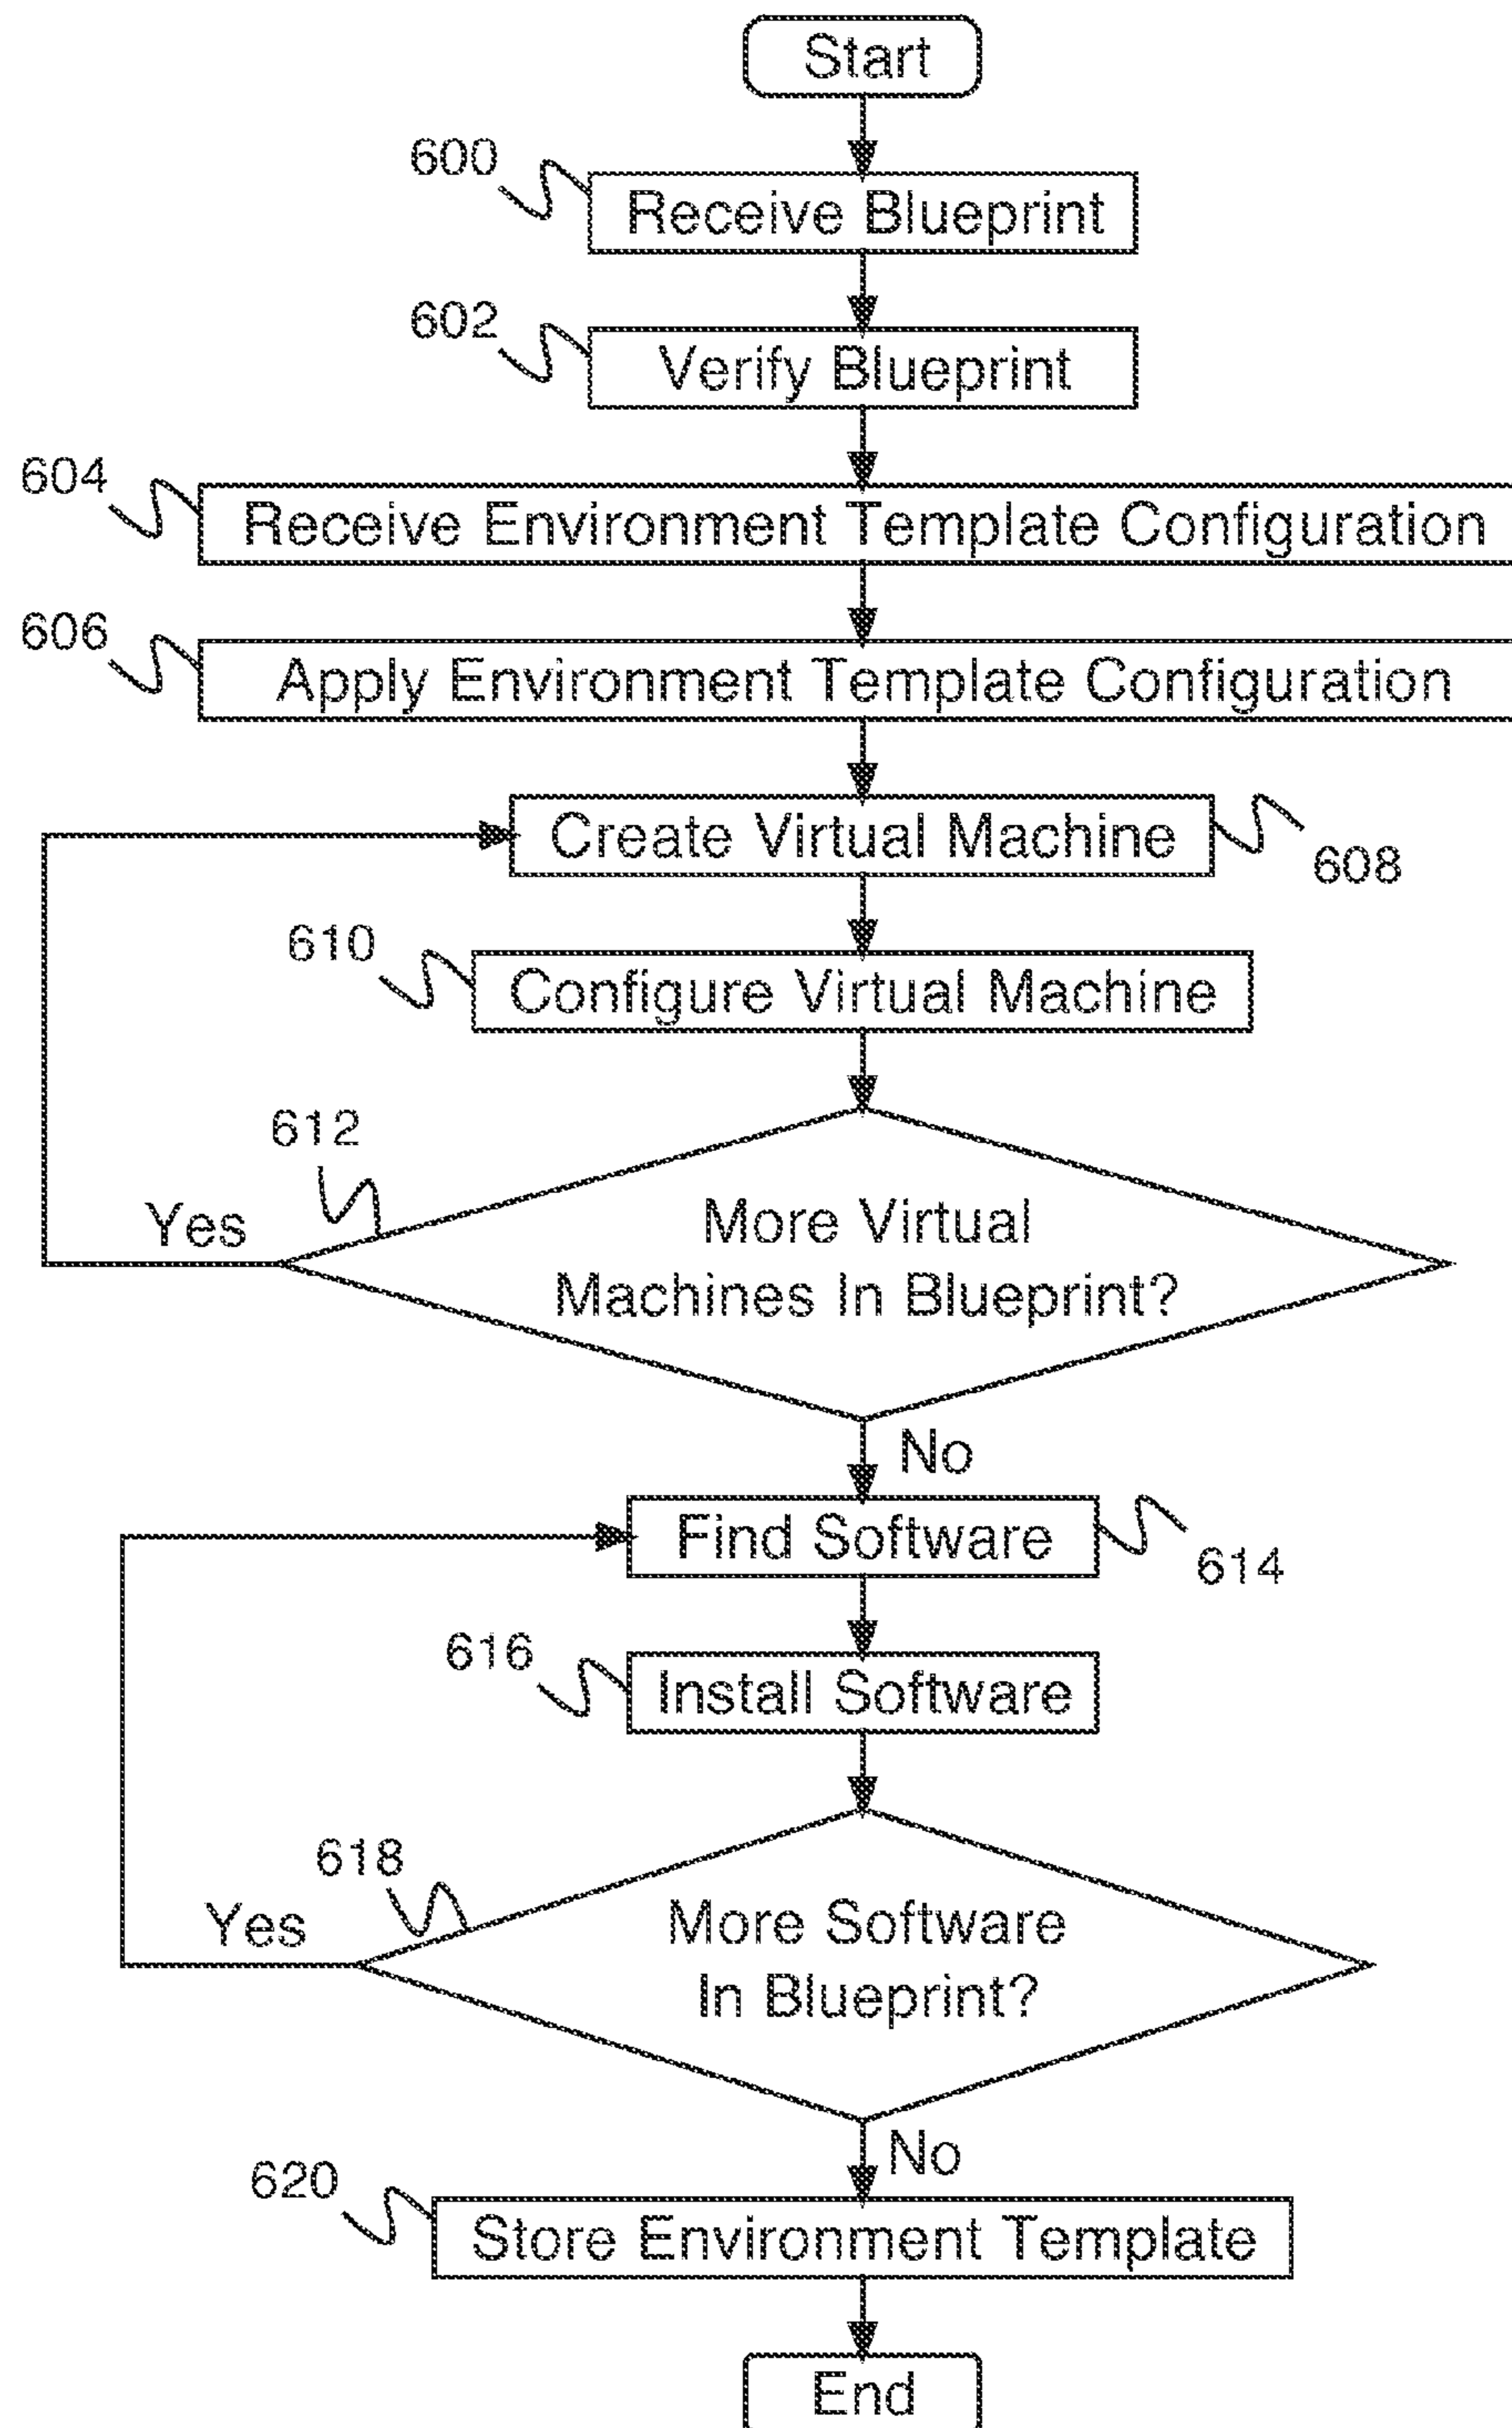 Start
600
Receive Blueprint
602
Verify Blueprint
604
Receive Environment Template Configuration
606
Apply Environment Template Configuration
Create Virtual Machine
608
610
Configure Virtual Machine
612
Yes
More Virtual
Machines In Blueprint?
No
Find Software
614
616
Install Software
618
Yes
More Software
In Blueprint?
No
620
Store Environment Template
End